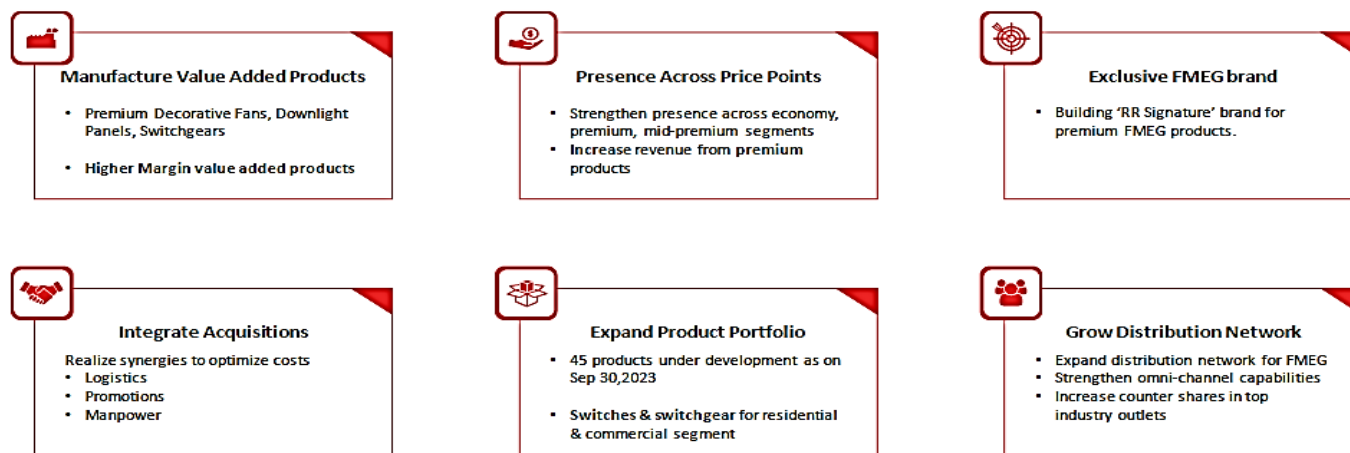 Manufacture Value Added Products
• Premium Decorative Fans, Downlight
Panels, Switchgears
• Higher Margin value added products
Presence Across Price Points
▪ Strengthen presence across economy,
premium, mid-premium segments
▪ Increase revenue from premium
products
Exclusive FMEG brand
▪ Building ‘RR Signature’ brand for
premium FMEG products.
Integrate Acquisitions
Realize synergies to optimize costs
• Logistics
• Promotions
• Manpower
Expand Product Portfolio
▪ 45 products under development as on
Sep 30,2023
▪ Switches & switchgear for residential
& commercial segment
Grow Distribution Network
▪ Expand distribution network for FMEG
▪ Strengthen omni-channel capabilities
▪ Increase counter shares in top
industry outlets